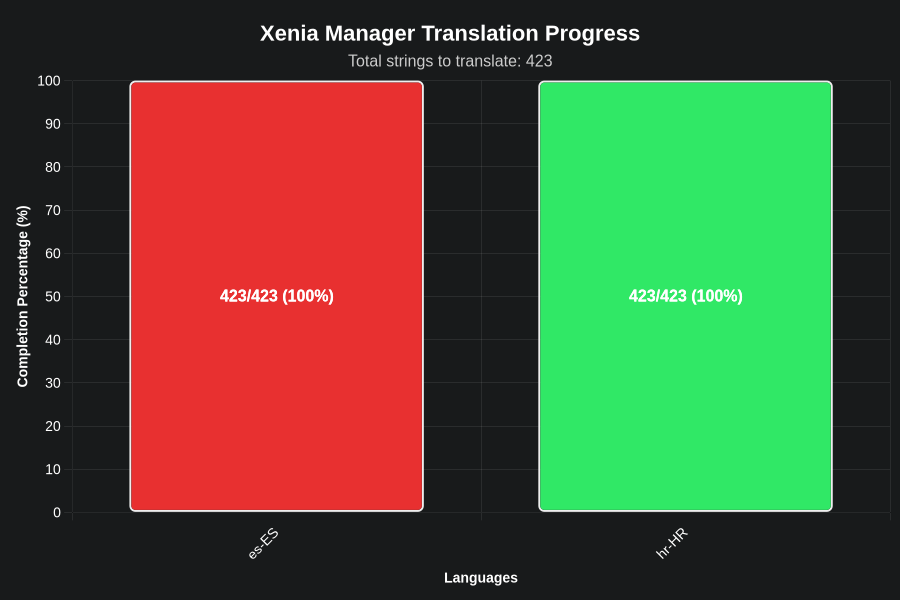 Xenia Manager Translation Progress
Total strings to translate: 423
Completion Percentage (%)
100
90
80
70
60
50
40
30
20
10
0
423/423 (100%)
423/423 (100%)
es-ES
hr-HR
Languages